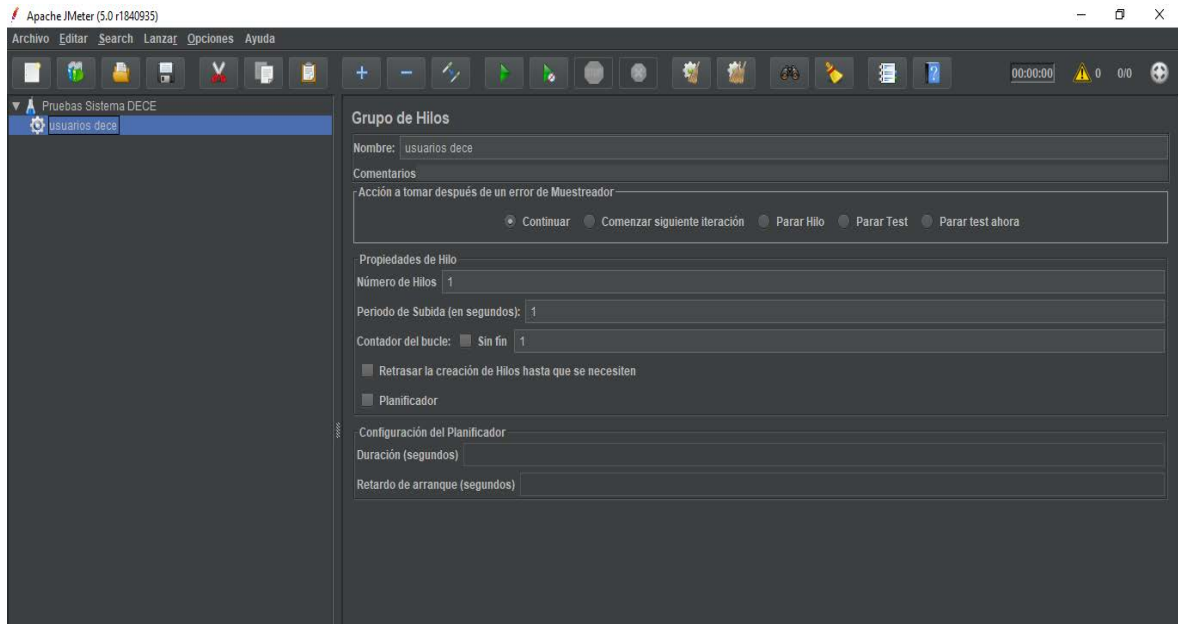 Apache JMeter (5.0 r1840935)
Archivo Editar Search Lanzar Opciones Ayuda
00:00:00 0 0/0
Pruebas Sistema DECE
usuarios dece
Grupo de Hilos
Nombre: usuarios dece
Comentarios
Acción a tomar después de un error de Muestreador
Continuar Comenzar siguiente iteración Parar Hilo Parar Test Parar test ahora
Propiedades de Hilo
Número de Hilos 1
Periodo de Subida (en segundos): 1
Contador del bucle: Sin fin 1
Retrasar la creación de Hilos hasta que se necesiten
Planificador
Configuración del Planificador
Duración (segundos)
Retardo de arranque (segundos)